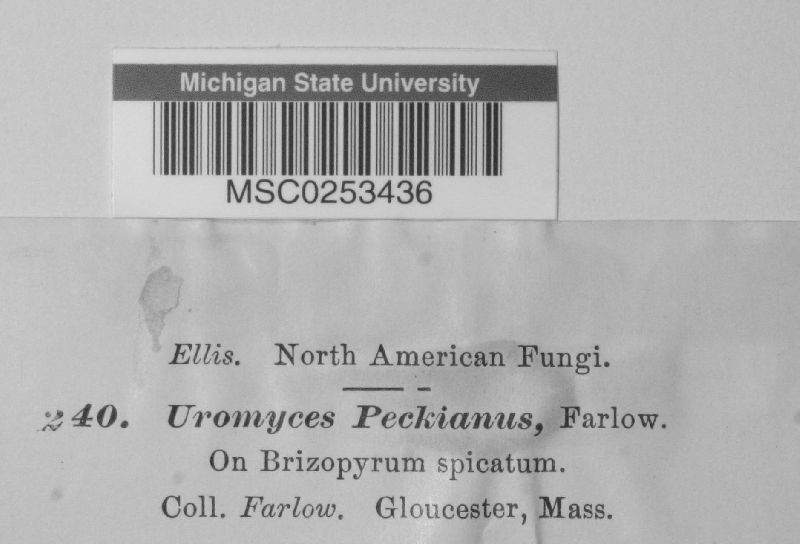 Michigan State University
MSC0253436
Ellis. North American Fungi.
240. Uromyces Peckianus, Farlow.
On Brizopyrum spicatum.
Coll. Farlow. Gloucester, Mass.